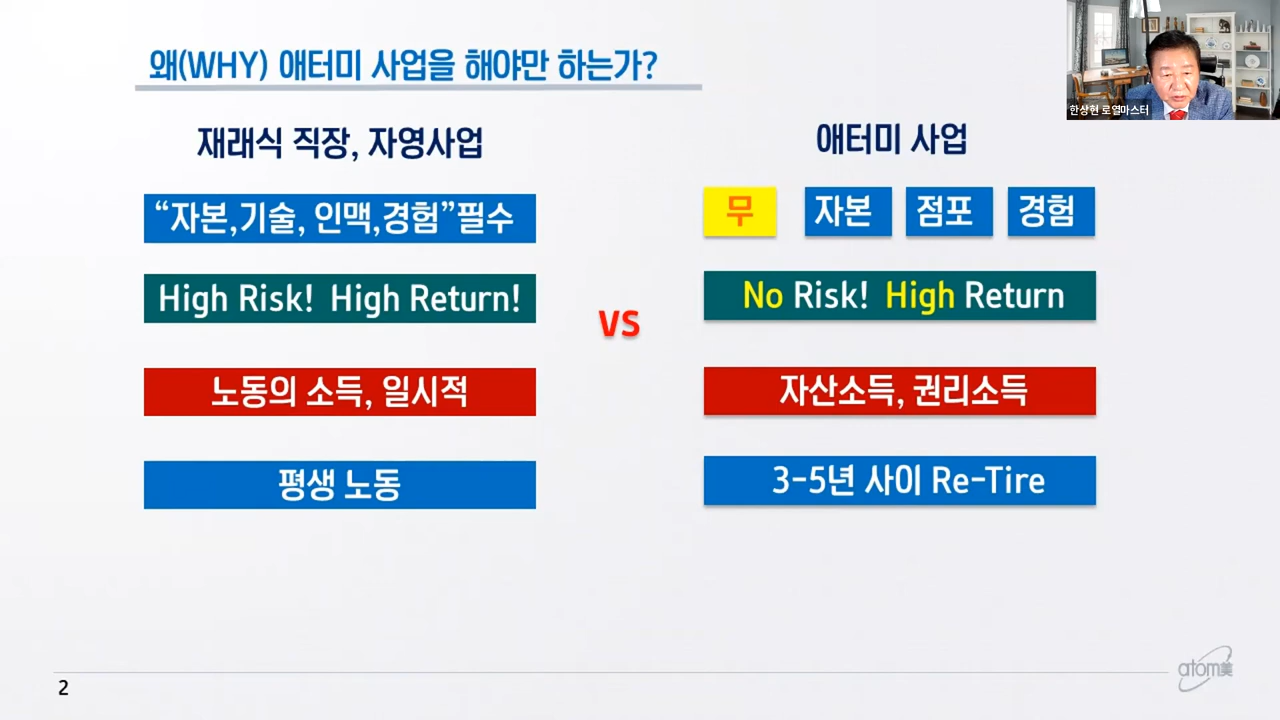 왜(WHY) 애터미 사업을 해야만 하는가?
한상현 로열마스터
재래식 직장, 자영사업
애터미 사업
“자본,기술, 인맥,경험”필수
무 자본 점포 경험
High Risk! High Return!
No Risk! High Return
VS
노동의 소득, 일시적
자산소득, 권리소득
평생 노동
3-5년 사이 Re-Tire
2
atom美